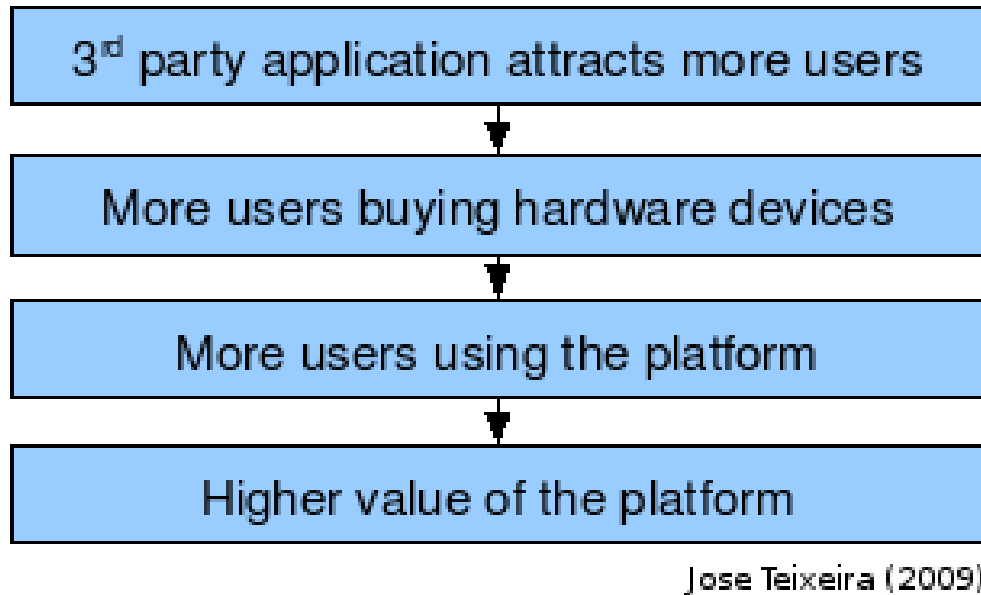 3rd party application attracts more users
More users buying hardware devices
More users using the platform
Higher value of the platform
Jose Teixeira (2009)